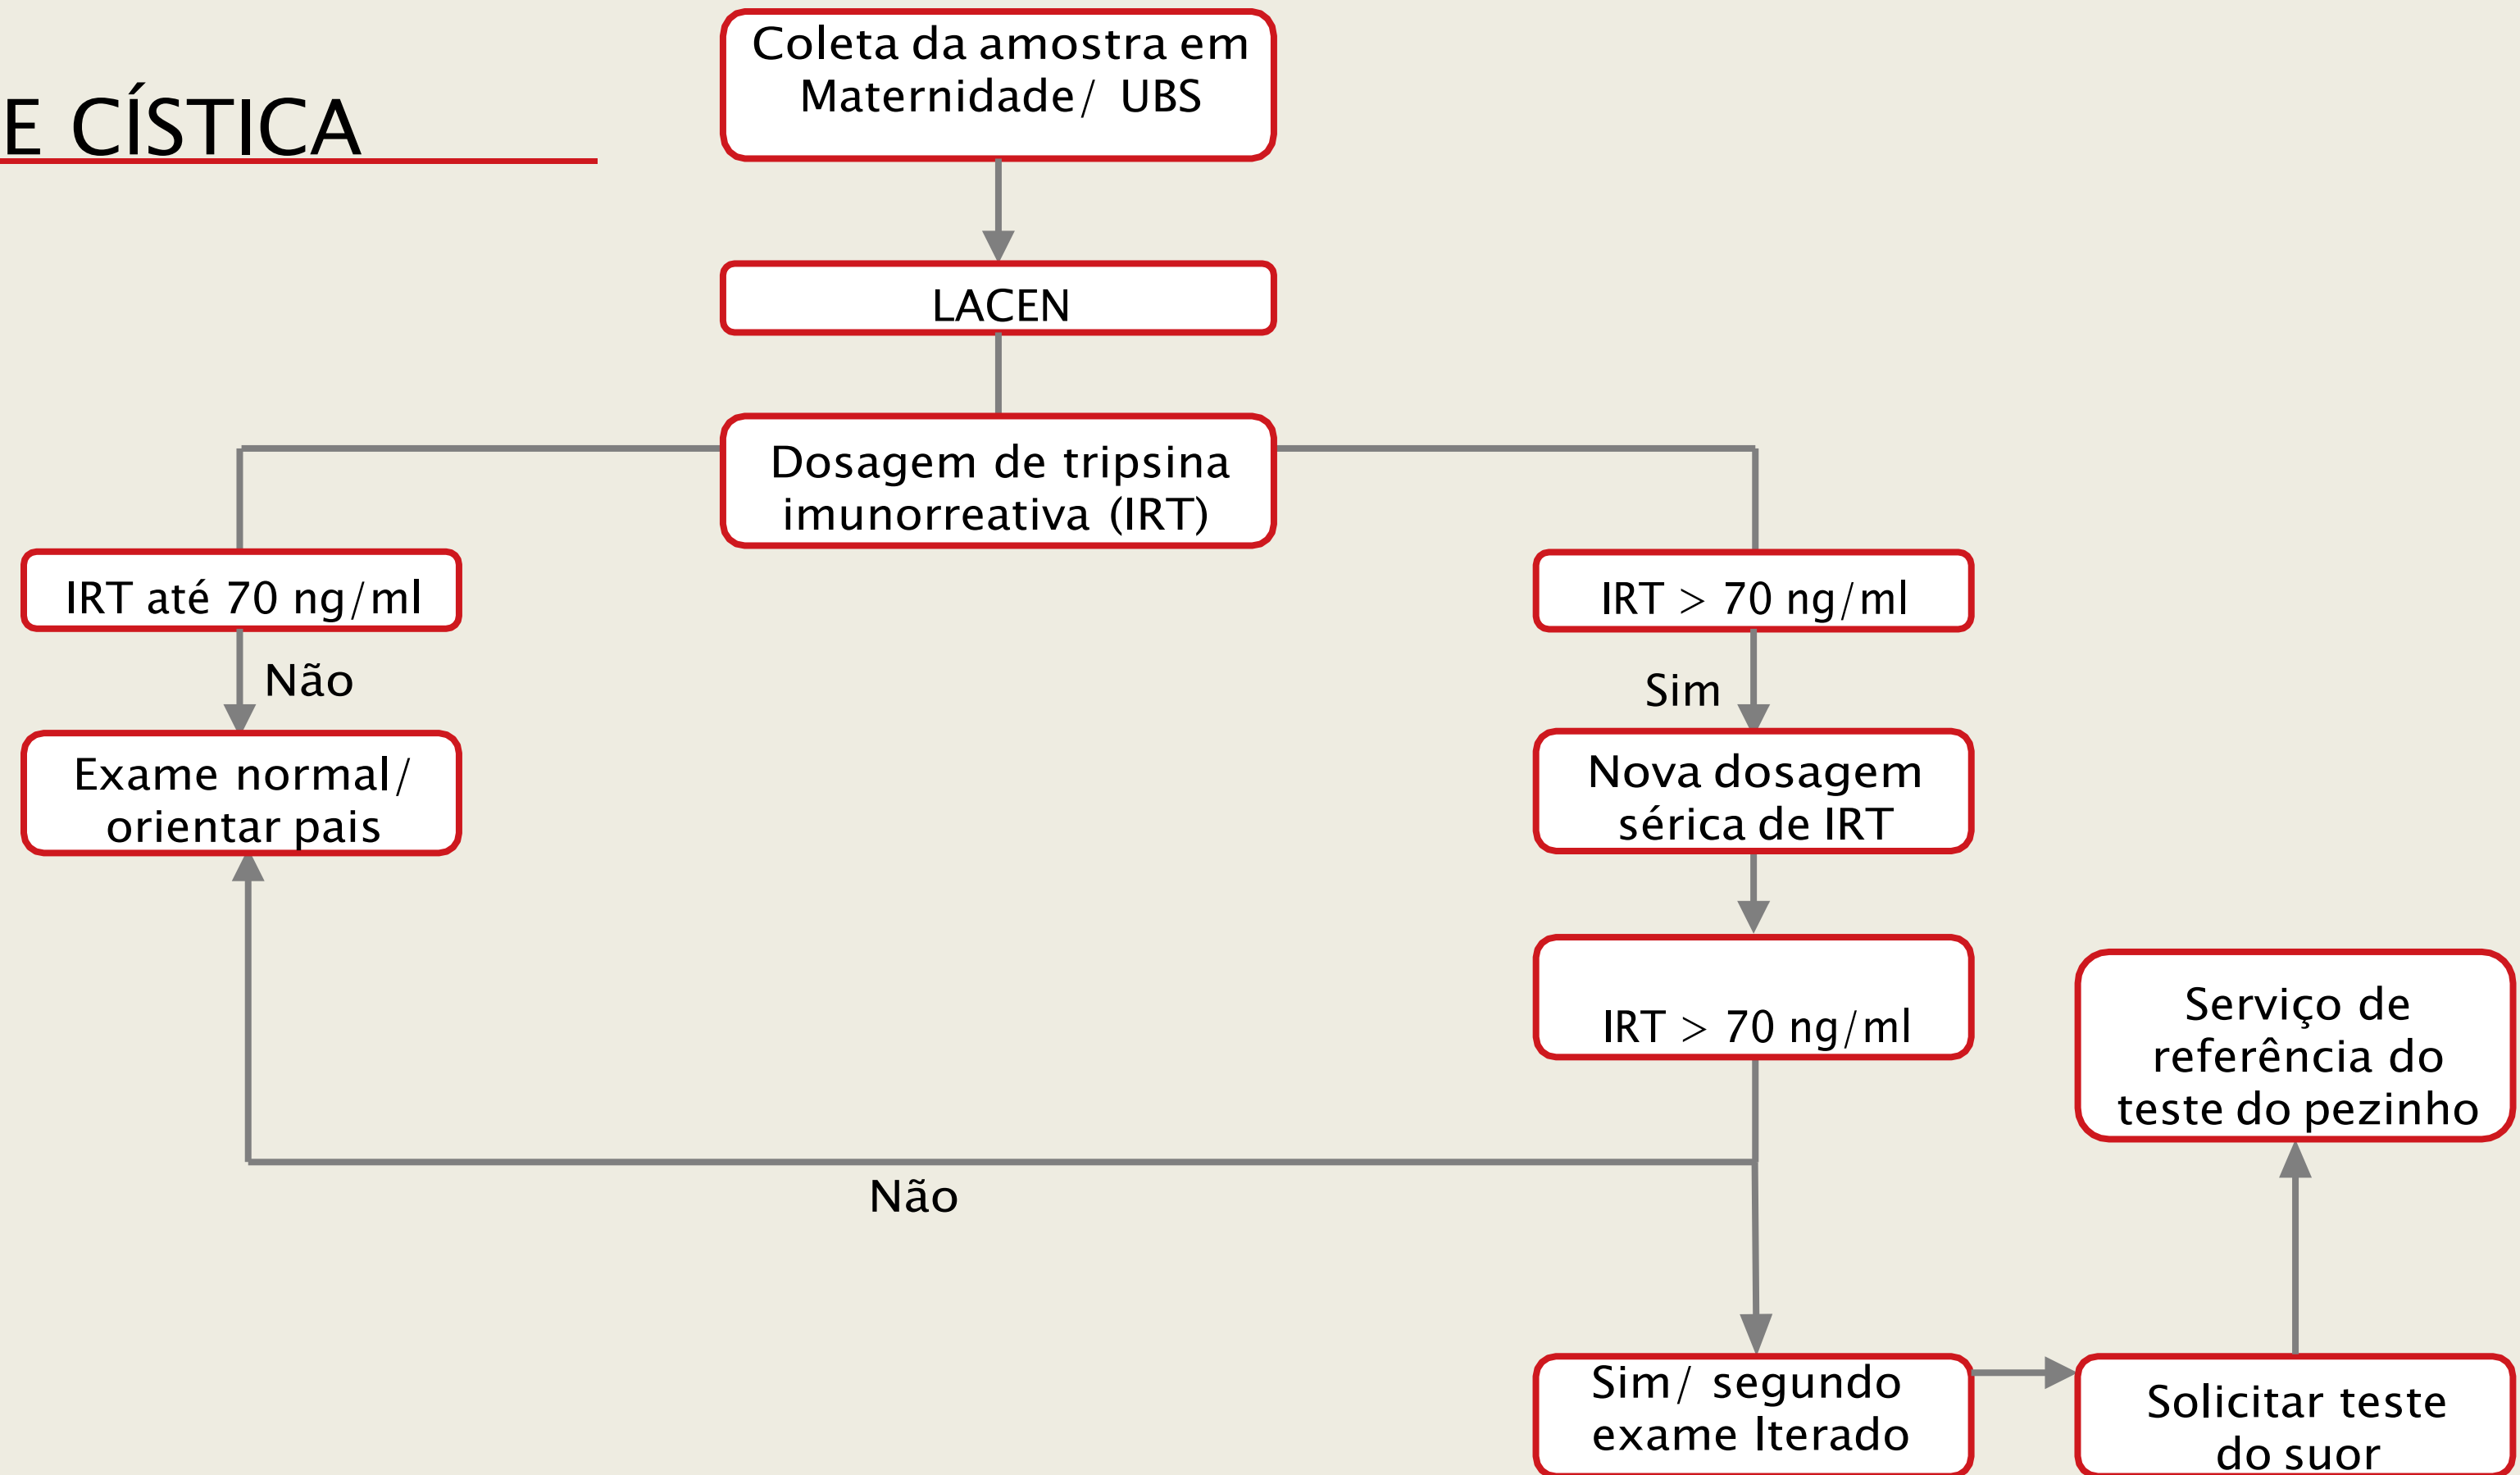 E CÍSTICA
Coleta da amostra em
Maternidade/ UBS
LACEN
Dosagem de tripsina
imunorreativa (IRT)
IRT até 70 ng/ml
IRT > 70 ng/ml
Não
Sim
Exame normal/
orientar pais
Nova dosagem
sérica de IRT
IRT > 70 ng/ml
Não
Serviço de
referência do
teste do pezinho
Sim/ segundo
exame lterado
Solicitar teste
do suor